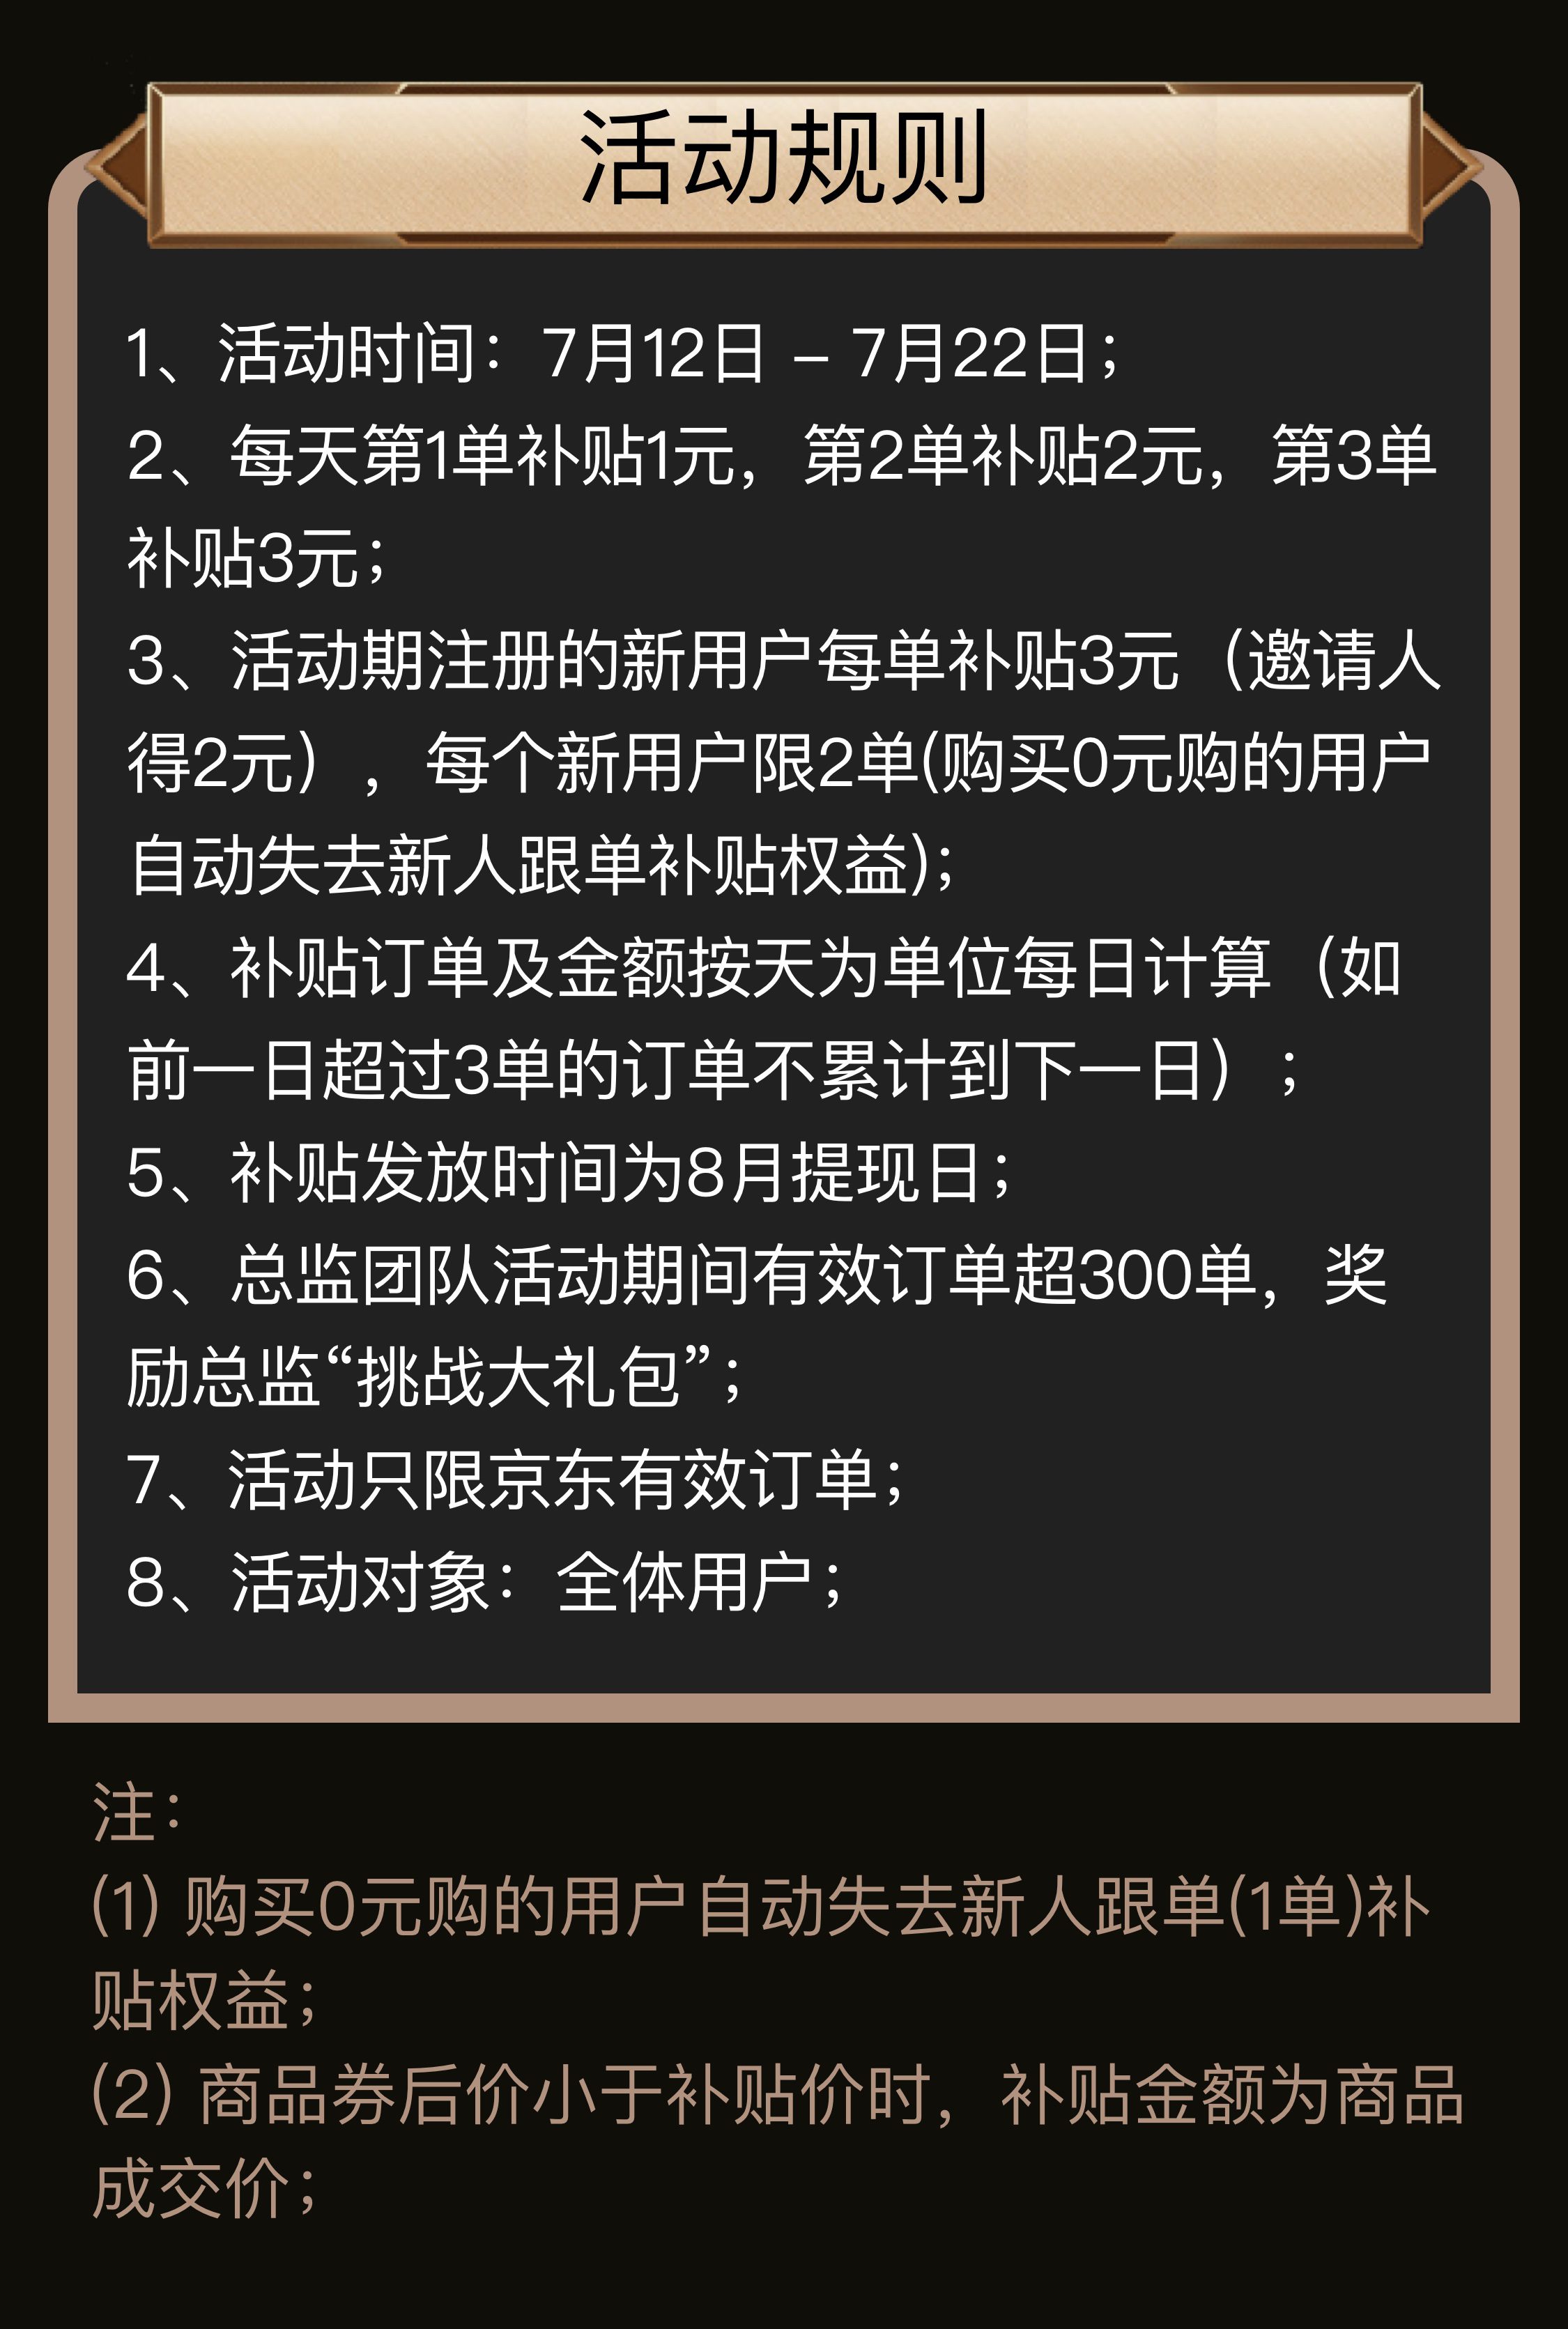 活动规则
1、活动时间：7月12日 – 7月22日；
2、每天第1单补贴1元，第2单补贴2元，第3单
补贴3元；
3、活动期注册的新用户每单补贴3元（邀请人
得2元），每个新用户限2单(购买0元购的用户
自动失去新人跟单补贴权益)；
4、补贴订单及金额按天为单位每日计算（如
前一日超过3单的订单不累计到下一日）；
5、补贴发放时间为8月提现日；
6、总监团队活动期间有效订单超300单，奖
励总监“挑战大礼包”；
7、活动只限京东有效订单；
8、活动对象：全体用户；
注：
(1) 购买0元购的用户自动失去新人跟单(1单)补
贴权益；
(2) 商品券后价小于补贴价时，补贴金额为商品
成交价；